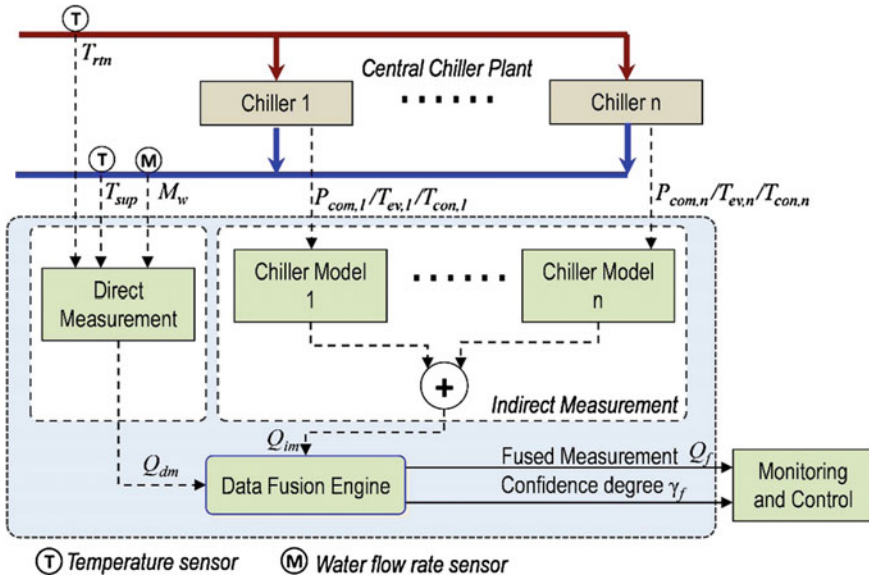 T
T_rtn
Central Chiller Plant
Chiller 1
......
Chiller n
T
M
T_sup
M_w
P_com,1/T_ev,1/T_con,1
P_com,n/T_ev,n/T_con,n
Direct
Measurement
Chiller Model
1
......
Chiller Model
n
+
Indirect Measurement
Q_im
Q_dm
Data Fusion Engine
Fused Measurement Q_f
Confidence degree γ_f
Monitoring
and Control
T Temperature sensor
M Water flow rate sensor